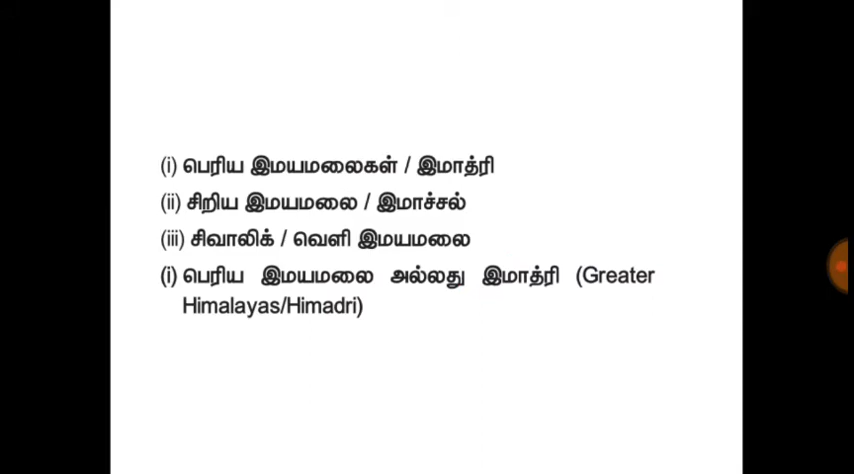 (i) பெரிய இமயமலைகள் / இமாத்ரி
(ii) சிறிய இமயமலை / இமாச்சல்
(iii) சிவாலிக் / வெளி இமயமலை
(i) பெரிய இமயமலை அல்லது இமாத்ரி (Greater
Himalayas/Himadri)